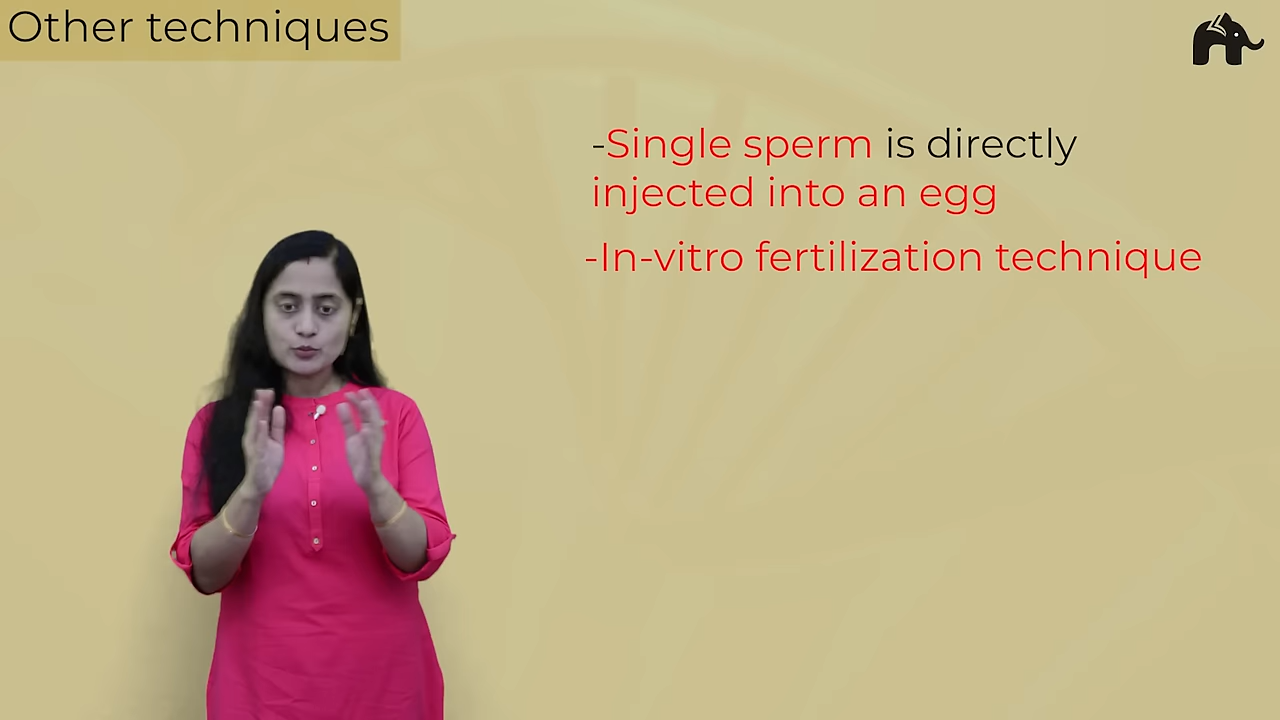 Other techniques
-Single sperm is directly
injected into an egg
-In-vitro fertilization technique